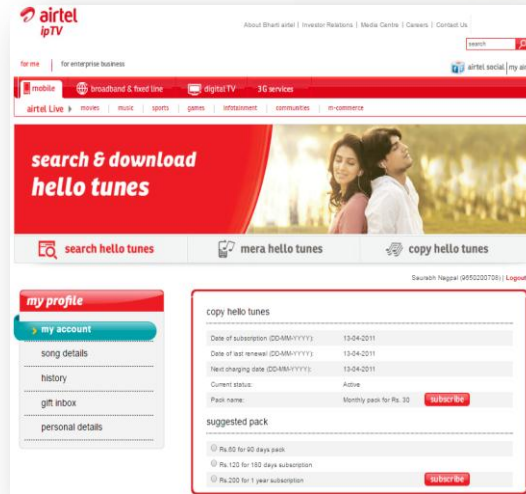 airtel
ipTV
About Bharti airtel | Investor Relations | Media Centre | Careers | Contact Us
search
for me | for enterprise business
airtel social | my air
mobile broadband & fixed line digital TV 3G services
airtel Live movies | music | sports | games | infotainment | communities | m-commerce
search & download
hello tunes
search hello tunes mera hello tunes copy hello tunes
Saurabh Nagpal (9650200708) | Logout
my profile
my account
song details
history
gift inbox
personal details
copy hello tunes
Date of subscription (DD-MM-YYYY): 13-04-2011
Date of last renewal (DD-MM-YYYY): 13-04-2011
Next charging date (DD-MM-YYYY): 13-04-2011
Current status: Active
Pack name: Monthly pack for Rs. 30 subscribe
suggested pack
Rs.60 for 90 days pack
Rs.120 for 180 days subscription
Rs.200 for 1 year subscription subscribe